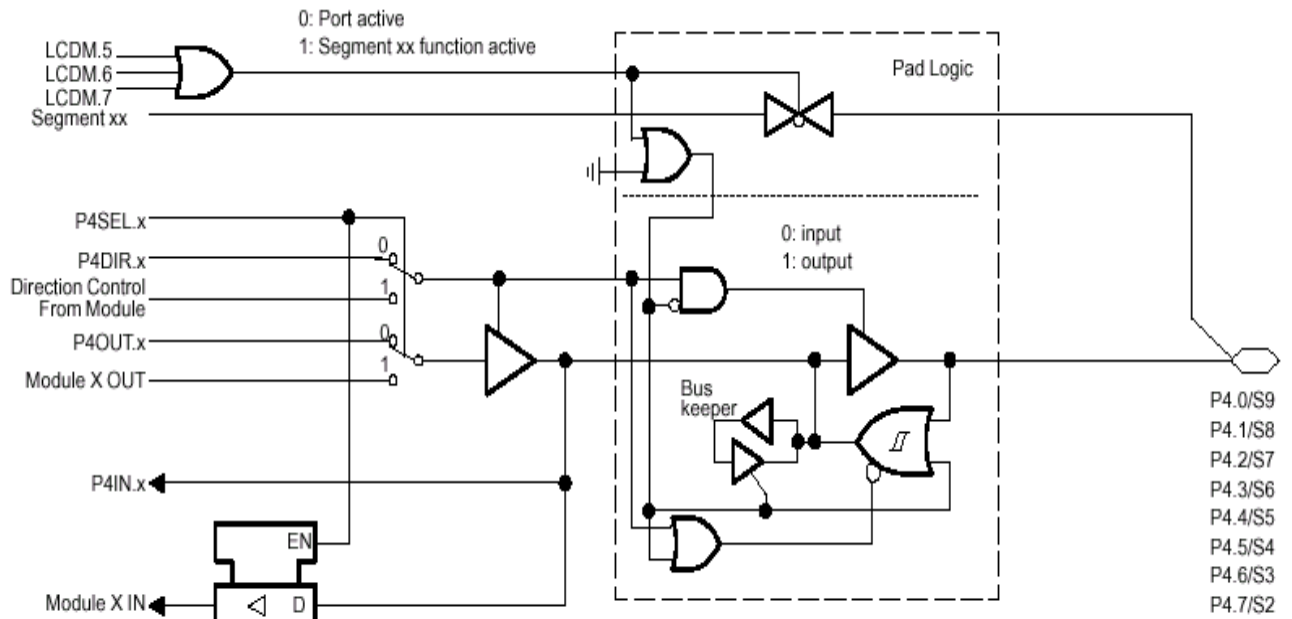 0: Port active
1: Segment xx function active
LCDM.5
LCDM.6
LCDM.7
Segment xx
Pad Logic
P4SEL.x
P4DIR.x
0
Direction Control
From Module
1
0: input
1: output
P4OUT.x
0
Module X OUT
1
Bus
keeper
P4.0/S9
P4.1/S8
P4.2/S7
P4.3/S6
P4.4/S5
P4.5/S4
P4.6/S3
P4.7/S2
P4IN.x
EN
Module X IN
D